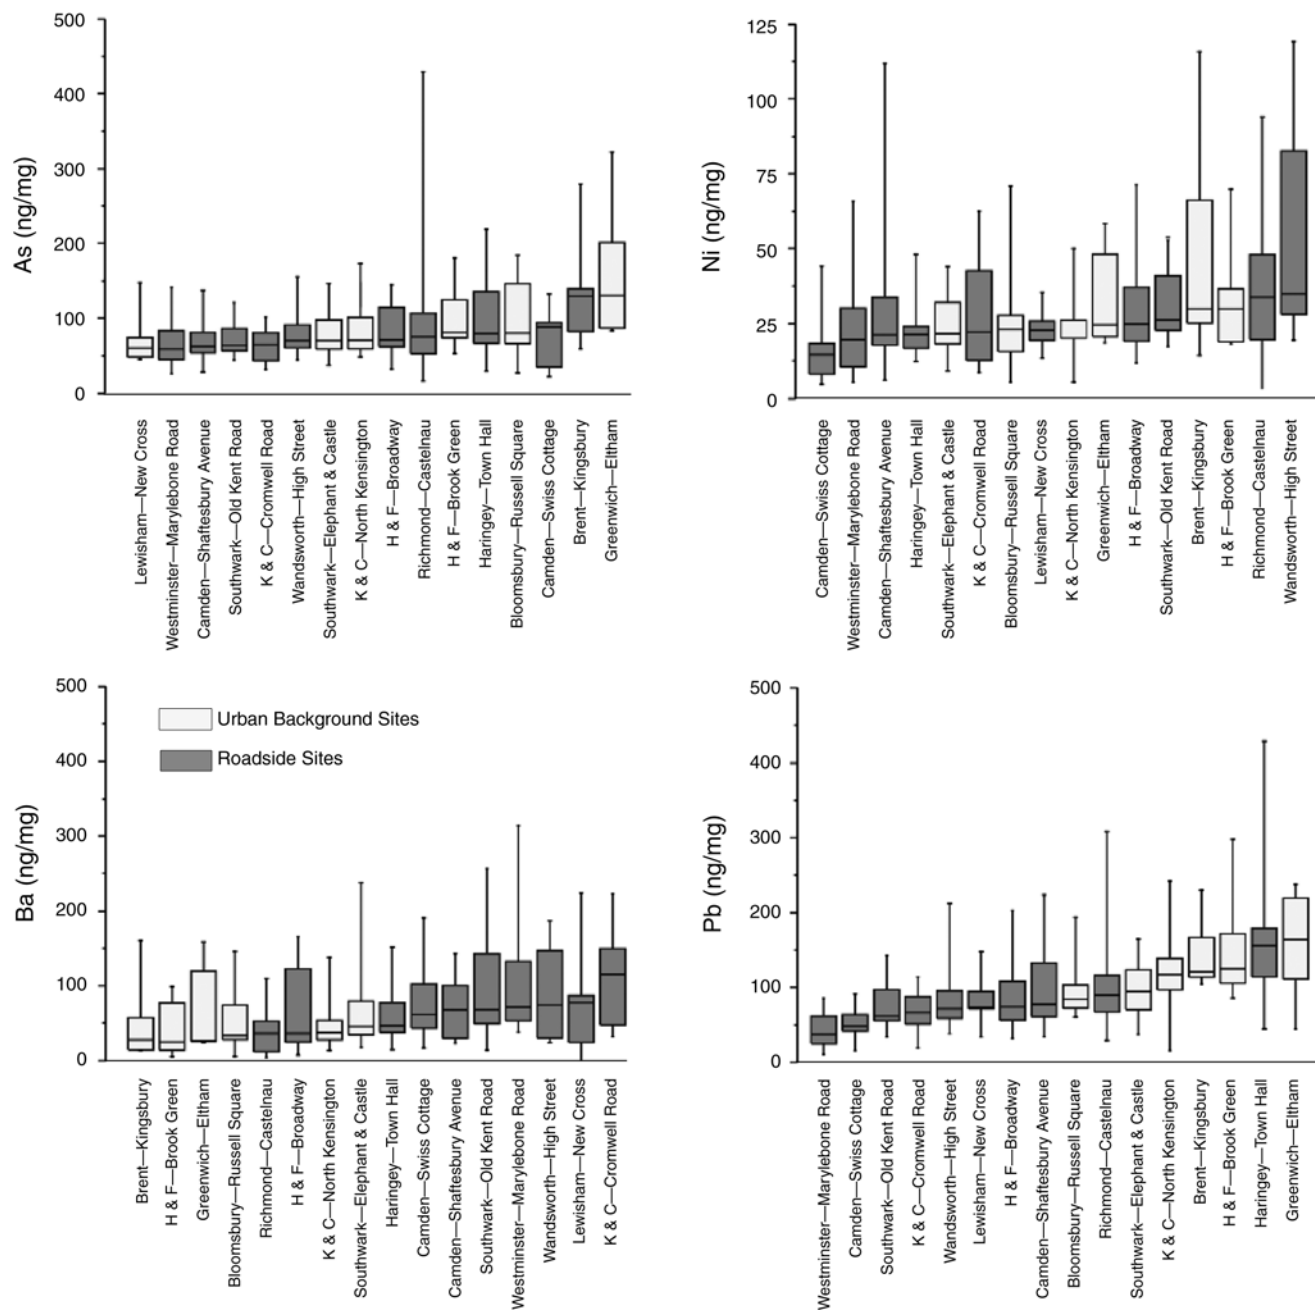 As (ng/mg)
500
400
300
200
100
0
Lewisham—New Cross
Westminster—Marylebone Road
Camden—Shaftesbury Avenue
Southwark—Old Kent Road
K & C—Cromwell Road
Wandsworth—High Street
Southwark—Elephant & Castle
K & C—North Kensington
H & F—Broadway
Richmond—Castelnau
H & F—Brook Green
Haringey—Town Hall
Bloomsbury—Russell Square
Camden—Swiss Cottage
Brent—Kingsbury
Greenwich—Eltham
Ni (ng/mg)
125
100
75
50
25
0
Camden—Swiss Cottage
Westminster—Marylebone Road
Camden—Shaftesbury Avenue
Haringey—Town Hall
Southwark—Elephant & Castle
K & C—Cromwell Road
Bloomsbury—Russell Square
Lewisham—New Cross
K & C—North Kensington
Greenwich—Eltham
H & F—Broadway
Southwark—Old Kent Road
Brent—Kingsbury
H & F—Brook Green
Richmond—Castelnau
Wandsworth—High Street
Ba (ng/mg)
500
400
300
200
100
0
Urban Background Sites
Roadside Sites
Brent—Kingsbury
H & F—Brook Green
Greenwich—Eltham
Bloomsbury—Russell Square
Richmond—Castelnau
H & F—Broadway
K & C—North Kensington
Southwark—Elephant & Castle
Haringey—Town Hall
Camden—Swiss Cottage
Camden—Shaftesbury Avenue
Southwark—Old Kent Road
Westminster—Marylebone Road
Wandsworth—High Street
Lewisham—New Cross
K & C—Cromwell Road
Pb (ng/mg)
500
400
300
200
100
0
Westminster—Marylebone Road
Camden—Swiss Cottage
Southwark—Old Kent Road
K & C—Cromwell Road
Wandsworth—High Street
Lewisham—New Cross
H & F—Broadway
Camden—Shaftesbury Avenue
Bloomsbury—Russell Square
Richmond—Castelnau
Southwark—Elephant & Castle
K & C—North Kensington
Brent—Kingsbury
H & F—Brook Green
Haringey—Town Hall
Greenwich—Eltham